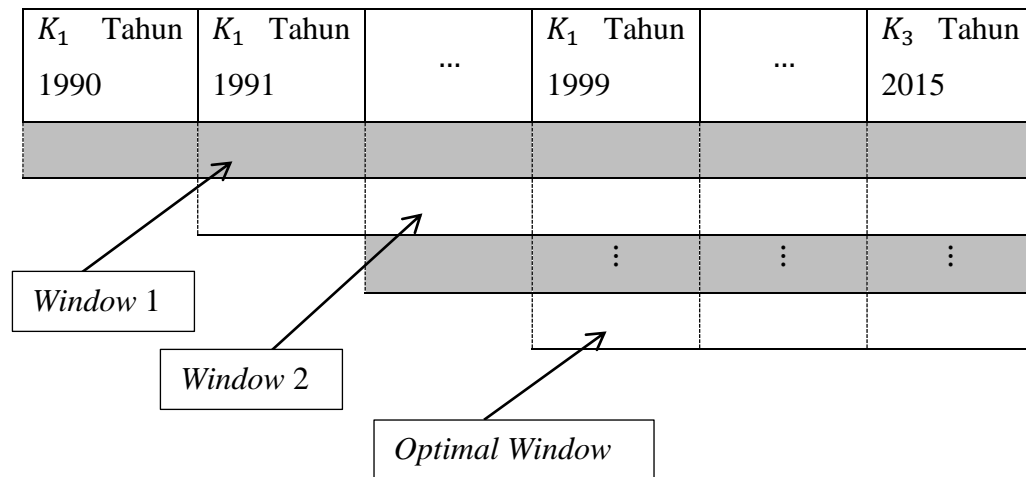 K₁ Tahun 1990
K₁ Tahun 1991
...
K₁ Tahun 1999
...
K₃ Tahun 2015
⋮ ⋮ ⋮
Window 1
Window 2
Optimal Window